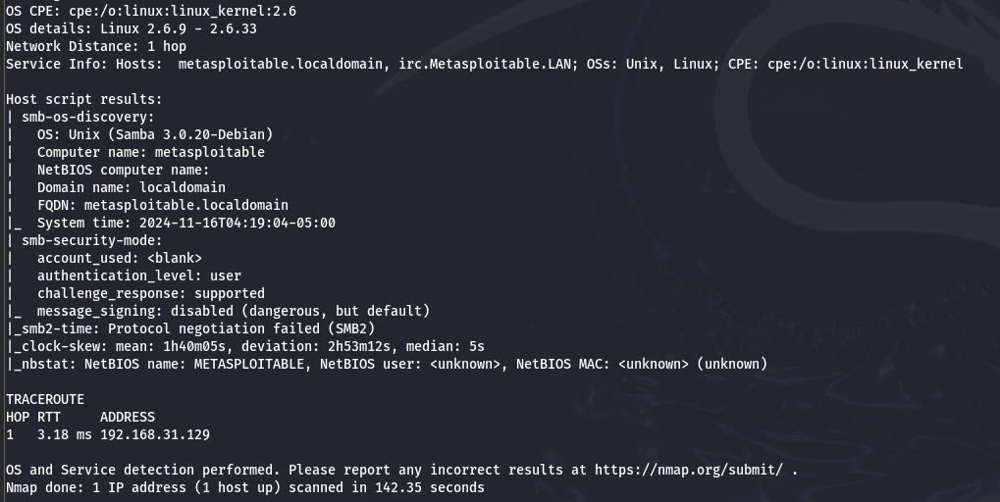 OS CPE: cpe:/o:linux:linux_kernel:2.6
OS details: Linux 2.6.9 - 2.6.33
Network Distance: 1 hop
Service Info: Hosts:  metasploitable.localdomain, irc.Metasploitable.LAN; OSs: Unix, Linux; CPE: cpe:/o:linux:linux_kernel

Host script results:
| smb-os-discovery:
|   OS: Unix (Samba 3.0.20-Debian)
|   Computer name: metasploitable
|   NetBIOS computer name:
|   Domain name: localdomain
|   FQDN: metasploitable.localdomain
|_  System time: 2024-11-16T04:19:04-05:00
| smb-security-mode:
|   account_used: <blank>
|   authentication_level: user
|   challenge_response: supported
|_  message_signing: disabled (dangerous, but default)
|_smb2-time: Protocol negotiation failed (SMB2)
|_clock-skew: mean: 1h40m05s, deviation: 2h53m12s, median: 5s
|_nbstat: NetBIOS name: METASPLOITABLE, NetBIOS user: <unknown>, NetBIOS MAC: <unknown> (unknown)

TRACEROUTE
HOP RTT     ADDRESS
1   3.18 ms 192.168.31.129

OS and Service detection performed. Please report any incorrect results at https://nmap.org/submit/ .
Nmap done: 1 IP address (1 host up) scanned in 142.35 seconds